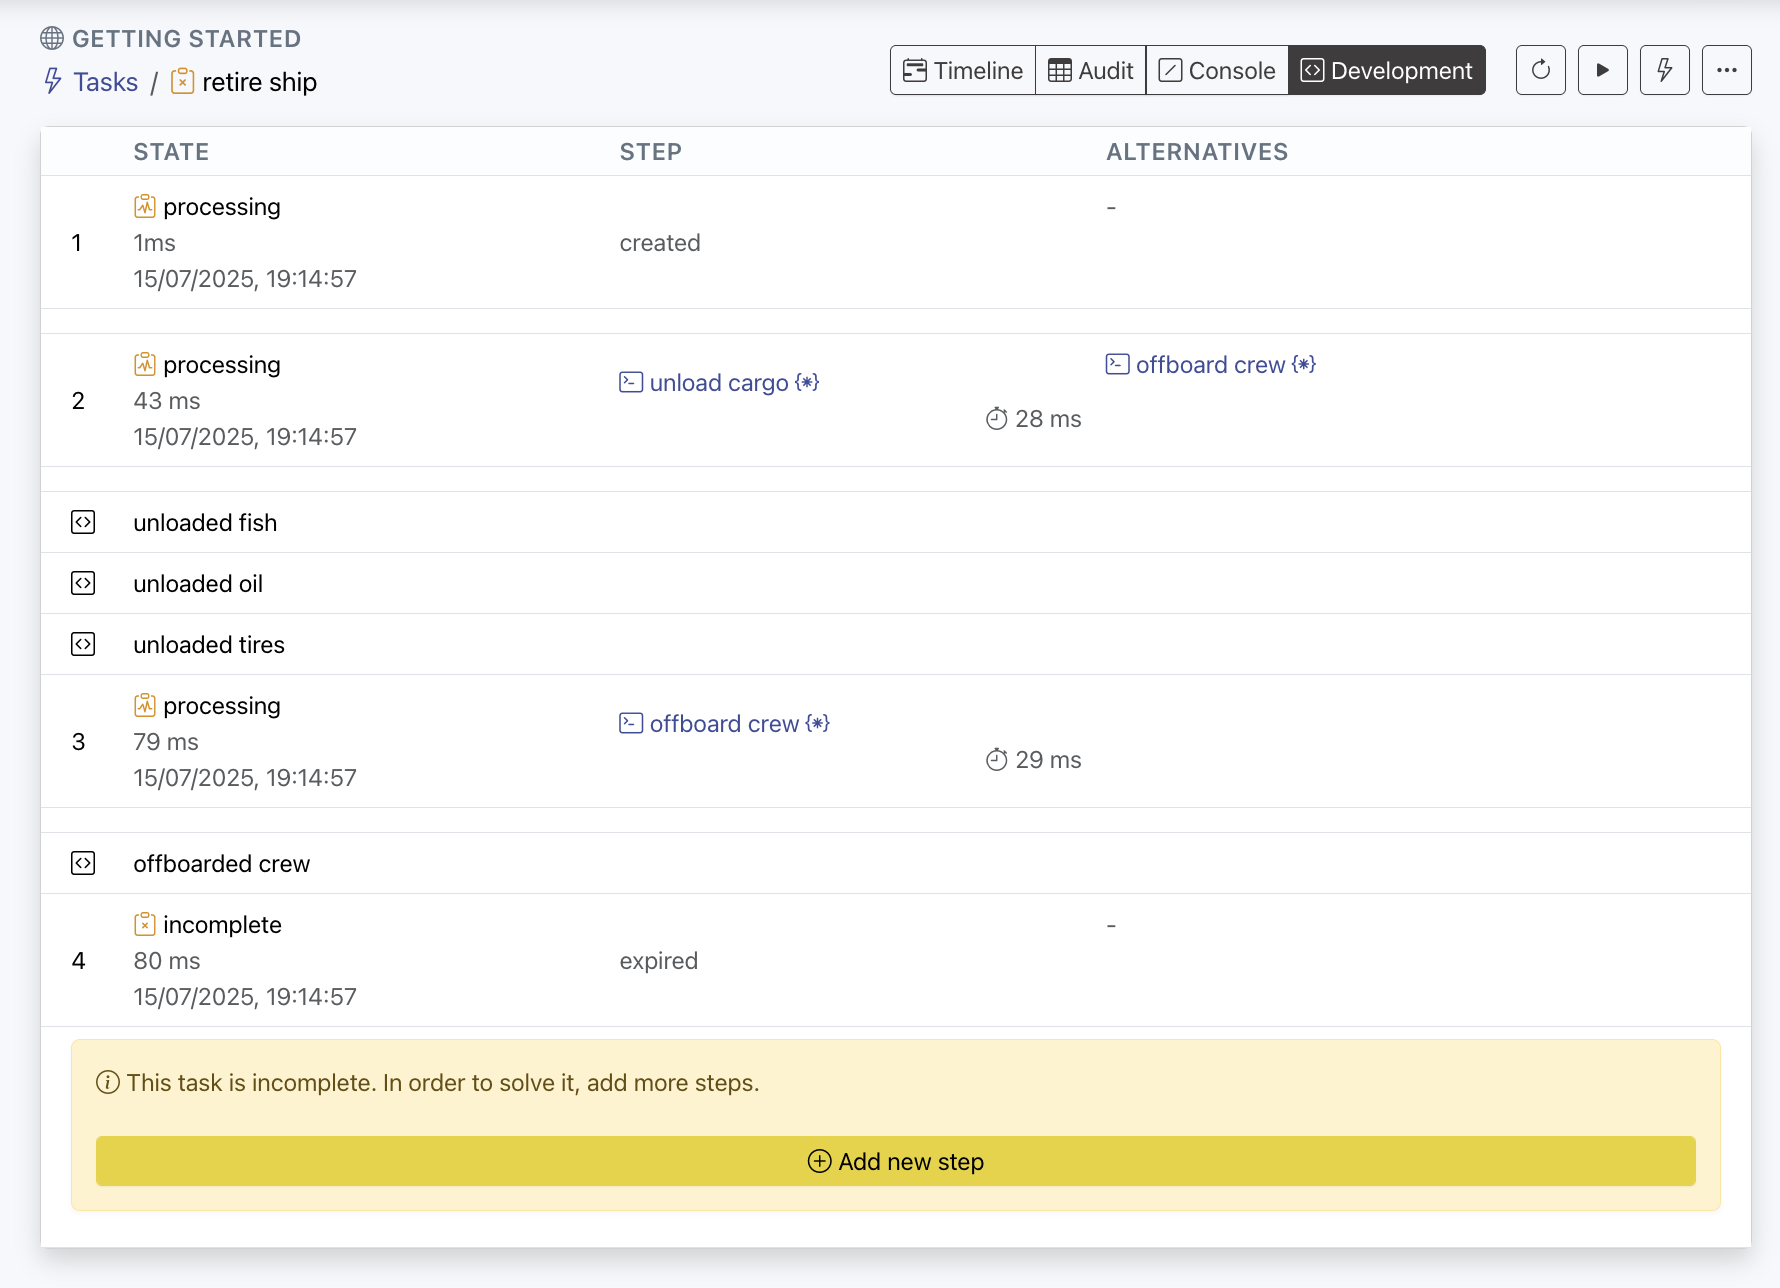 GETTING STARTED
Tasks / retire ship
Timeline Audit Console Development
STATE STEP ALTERNATIVES
1
processing
1ms
15/07/2025, 19:14:57
created
-
2
processing
43 ms
15/07/2025, 19:14:57
unload cargo {*}
28 ms
offboard crew {*}
unloaded fish
unloaded oil
unloaded tires
3
processing
79 ms
15/07/2025, 19:14:57
offboard crew {*}
29 ms
offboarded crew
4
incomplete
80 ms
15/07/2025, 19:14:57
expired
-
This task is incomplete. In order to solve it, add more steps.
Add new step